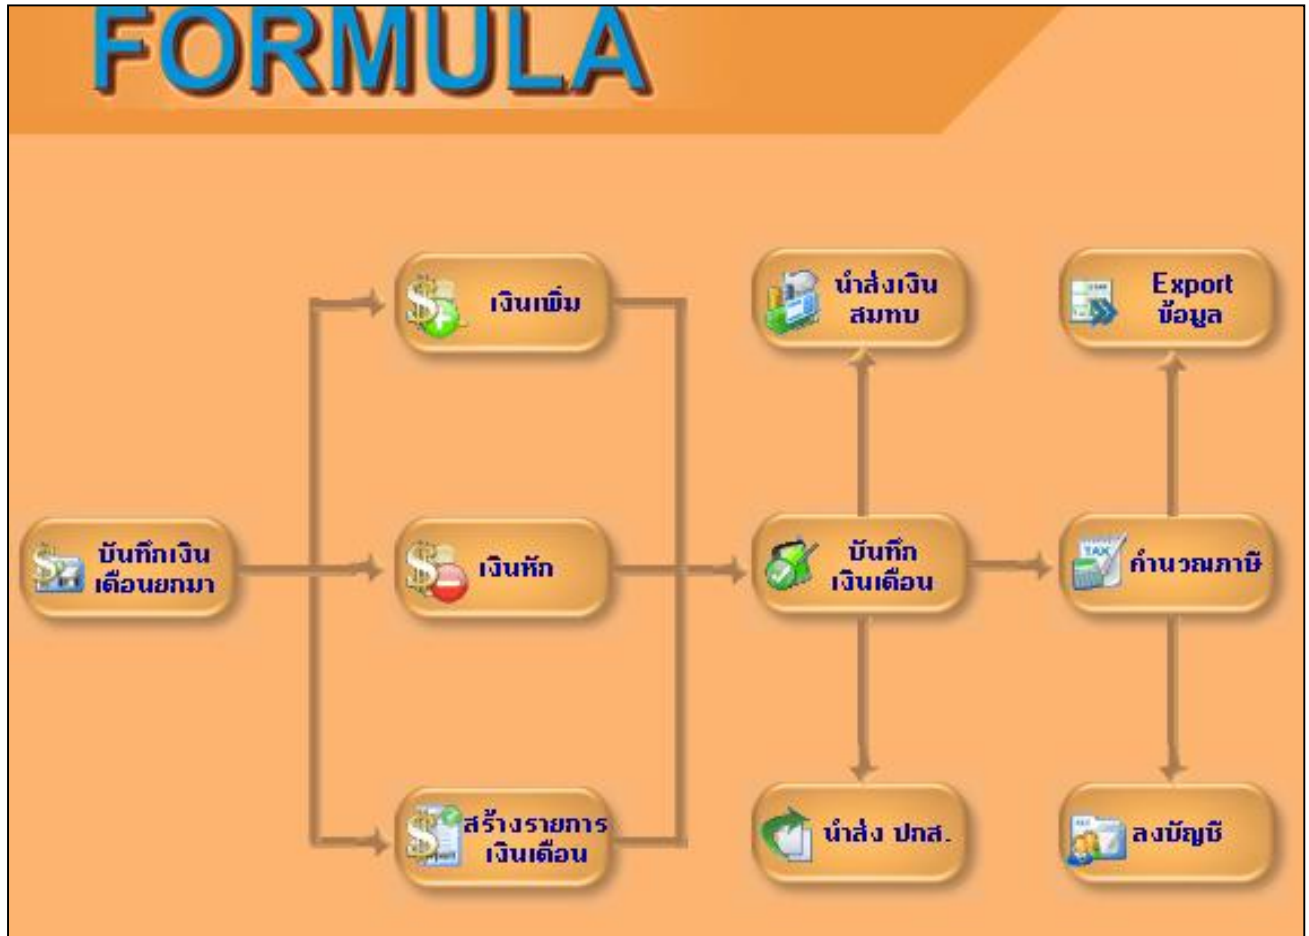 FORMULA
เงินเพิ่ม
นำส่งเงิน
สมทบ
Export
ข้อมูล
บันทึกเงิน
เดือนยกมา
เงินหัก
บันทึก
เงินเดือน
คำนวณภาษี
สร้างรายการ
เงินเดือน
นำส่ง ปกส.
ลงบัญชี